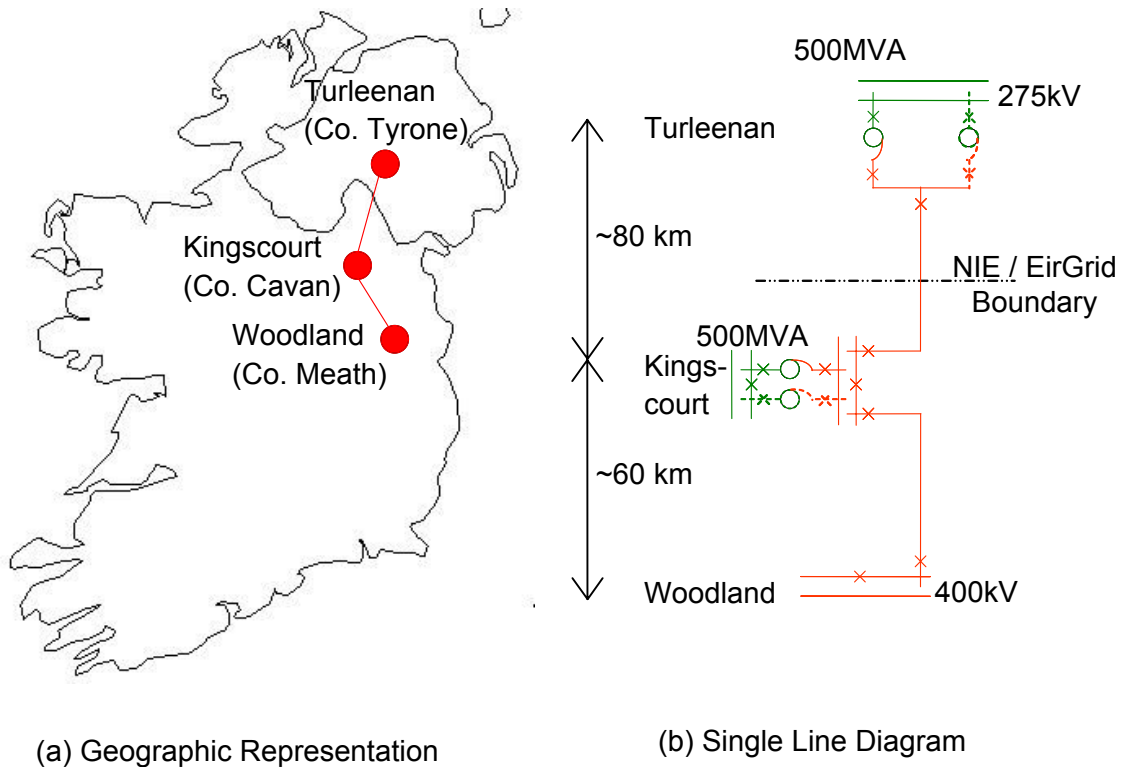 Turleenan
(Co. Tyrone)
Kingscourt
(Co. Cavan)
Woodland
(Co. Meath)
(a) Geographic Representation
500MVA
275kV
Turleenan
~80 km
NIE / EirGrid
Boundary
500MVA
Kings-
court
~60 km
Woodland
400kV
(b) Single Line Diagram